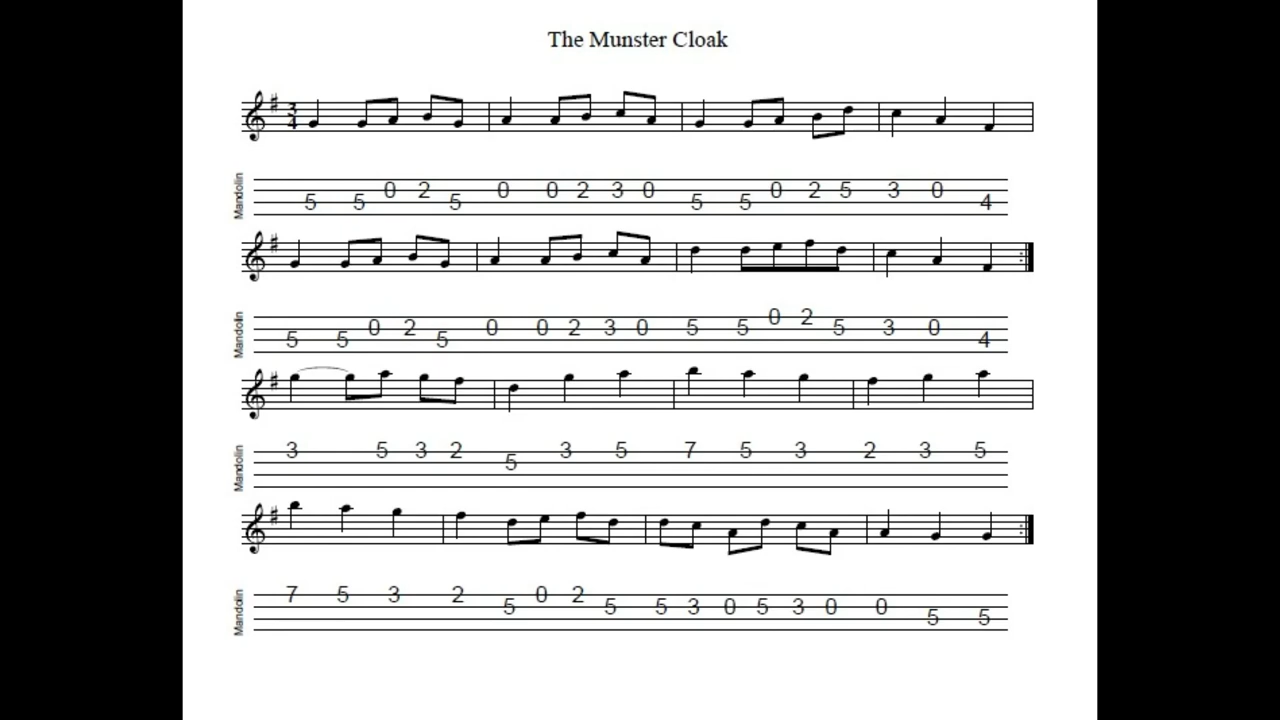 The Munster Cloak
3
4
Mandolin 5 5 0 2 5 0 0 2 3 0 5 5 0 2 5 3 0 4
Mandolin 5 5 0 2 5 0 0 2 3 0 5 5 0 2 5 3 0 4
Mandolin 3 5 3 2 5 3 5 7 5 3 2 3 5
Mandolin 7 5 3 2 5 0 2 5 5 3 0 5 3 0 0 5 5